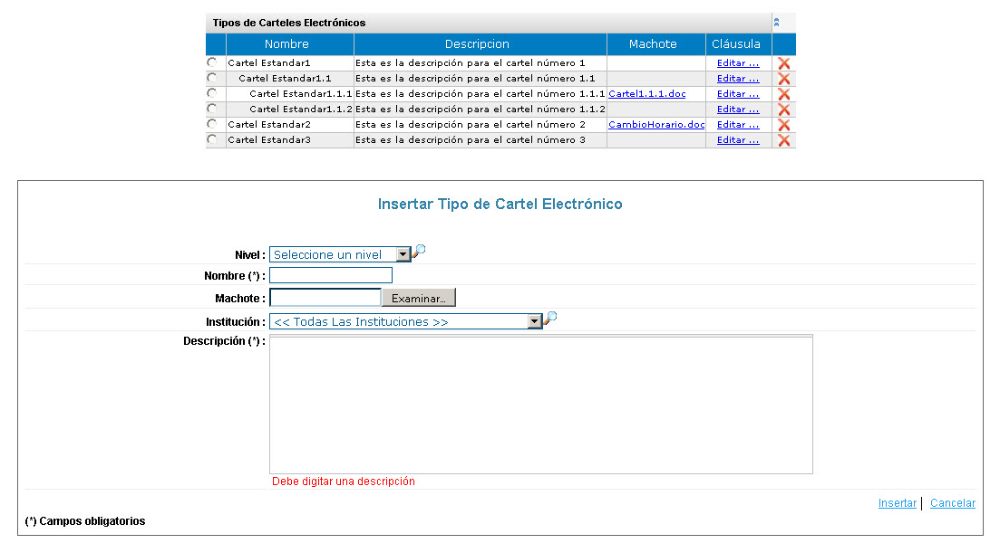 Tipos de Carteles Electrónicos
Nombre Descripcion Machote Cláusula
Cartel Estandar1 Esta es la descripción para el cartel número 1 Editar ...
Cartel Estandar1.1 Esta es la descripción para el cartel número 1.1 Editar ...
Cartel Estandar1.1.1 Esta es la descripción para el cartel número 1.1.1 Cartel1.1.1.doc Editar ...
Cartel Estandar1.1.2 Esta es la descripción para el cartel número 1.1.2 Editar ...
Cartel Estandar2 Esta es la descripción para el cartel número 2 CambioHorario.doc Editar ...
Cartel Estandar3 Esta es la descripción para el cartel número 3 Editar ...
Insertar Tipo de Cartel Electrónico
Nivel : Seleccione un nivel
Nombre (*) :
Machote : Examinar...
Institución : << Todas Las Instituciones >>
Descripción (*) :
Debe digitar una descripción
Insertar | Cancelar
(*) Campos obligatorios